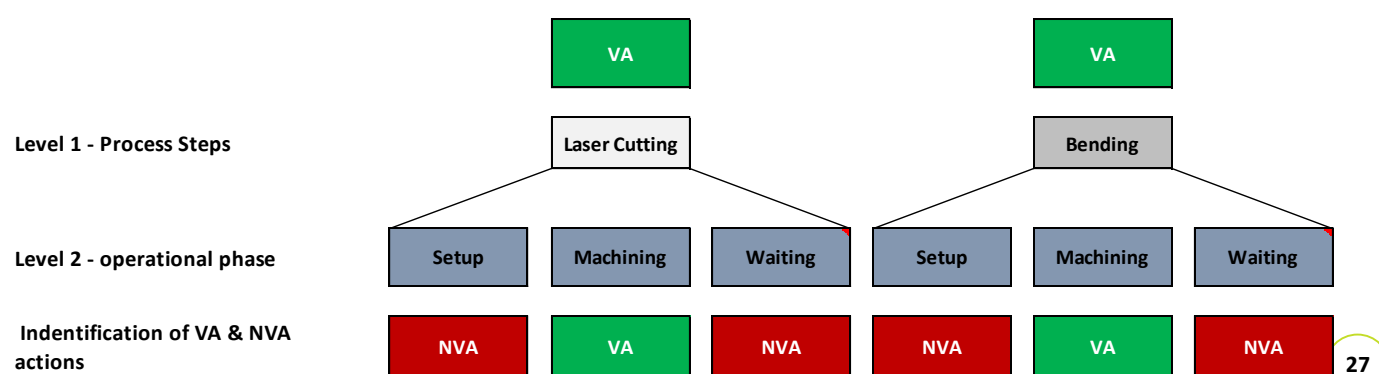 VA VA
Level 1 - Process Steps Laser Cutting Bending
Level 2 - operational phase Setup Machining Waiting Setup Machining Waiting
Indentification of VA & NVA
actions NVA VA NVA NVA VA NVA
27